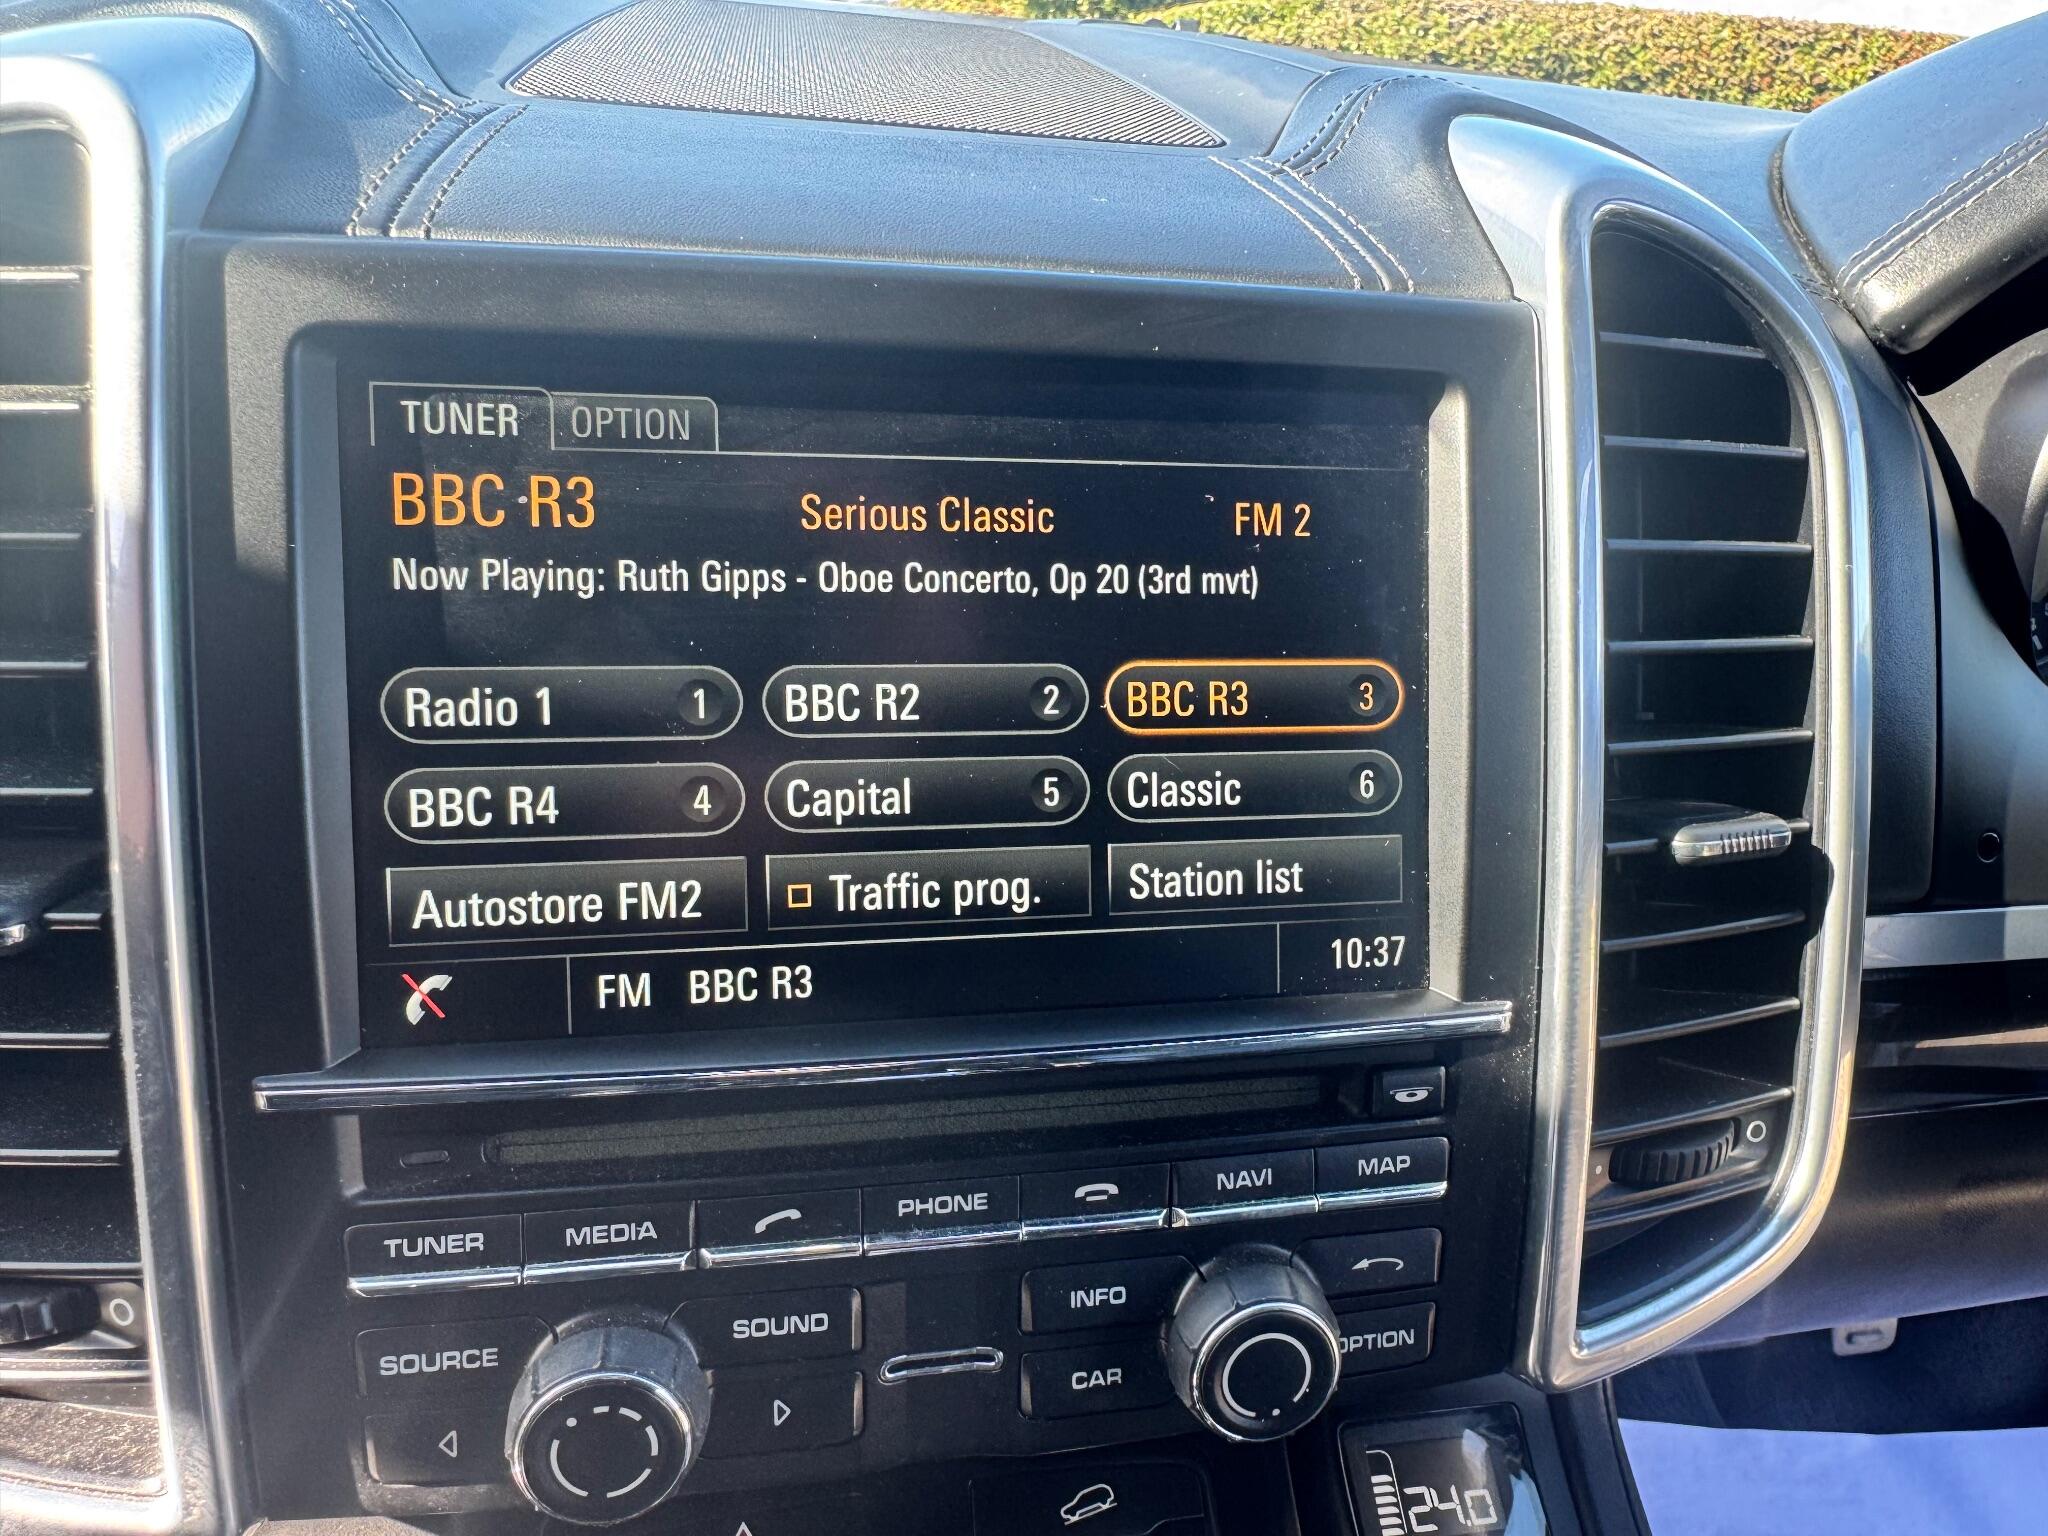 TUNER OPTION
BBC R3 Serious Classic FM 2
Now Playing: Ruth Gipps - Oboe Concerto, Op 20 (3rd mvt)
Radio 1 1 BBC R2 2 BBC R3 3
BBC R4 4 Capital 5 Classic 6
Autostore FM2 Traffic prog. Station list
FM BBC R3 10:37
TUNER MEDIA PHONE NAVI MAP
SOURCE SOUND INFO
CAR OPTION
24.0